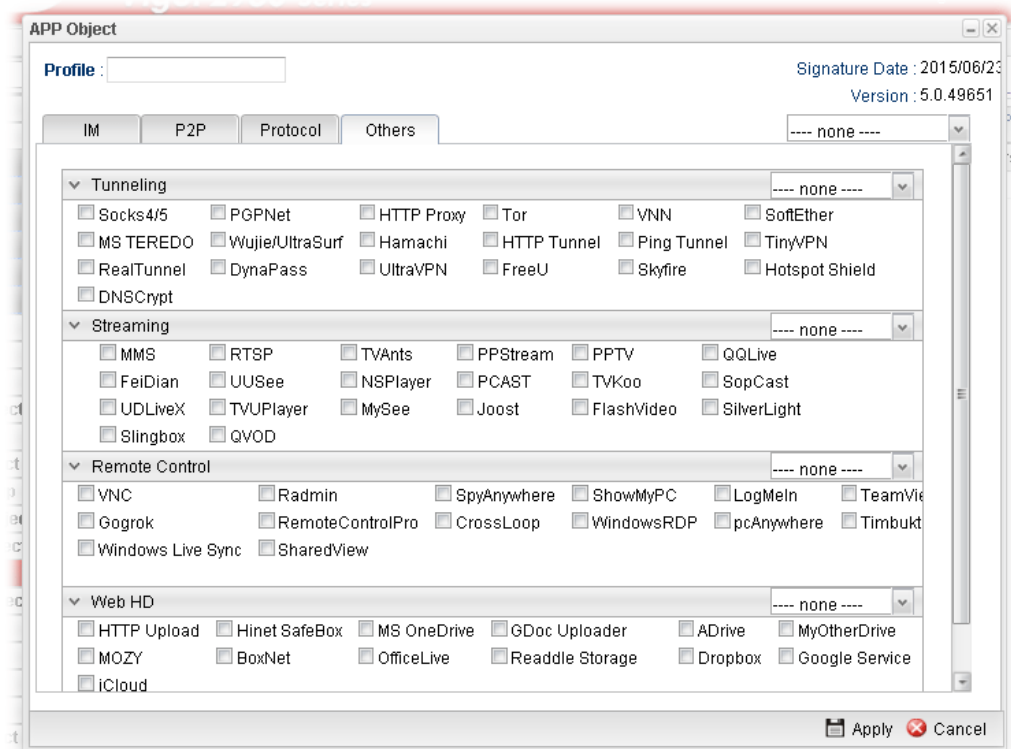 APP Object
Profile :
Signature Date : 2015/06/23
Version : 5.0.49651
IM P2P Protocol Others ---- none ----
Tunneling ---- none ----
Socks4/5 PGPNet HTTP Proxy Tor VNN SoftEther
MS TEREDO Wujie/UltraSurf Hamachi HTTP Tunnel Ping Tunnel TinyVPN
RealTunnel DynaPass UltraVPN FreeU Skyfire Hotspot Shield
DNSCrypt
Streaming ---- none ----
MMS RTSP TVAnts PPStream PPTV QQLive
FeiDian UUSee NSPlayer PCAST TVKoo SopCast
UDLiveX TVUPlayer MySee Joost FlashVideo SilverLight
Slingbox QVOD
Remote Control ---- none ----
VNC Radmin SpyAnywhere ShowMyPC LogMeIn TeamVie
Gogrok RemoteControlPro CrossLoop WindowsRDP pcAnywhere Timbukt
Windows Live Sync SharedView
Web HD ---- none ----
HTTP Upload Hinet SafeBox MS OneDrive GDoc Uploader ADrive MyOtherDrive
MOZY BoxNet OfficeLive Readdle Storage Dropbox Google Service
iCloud
Apply Cancel